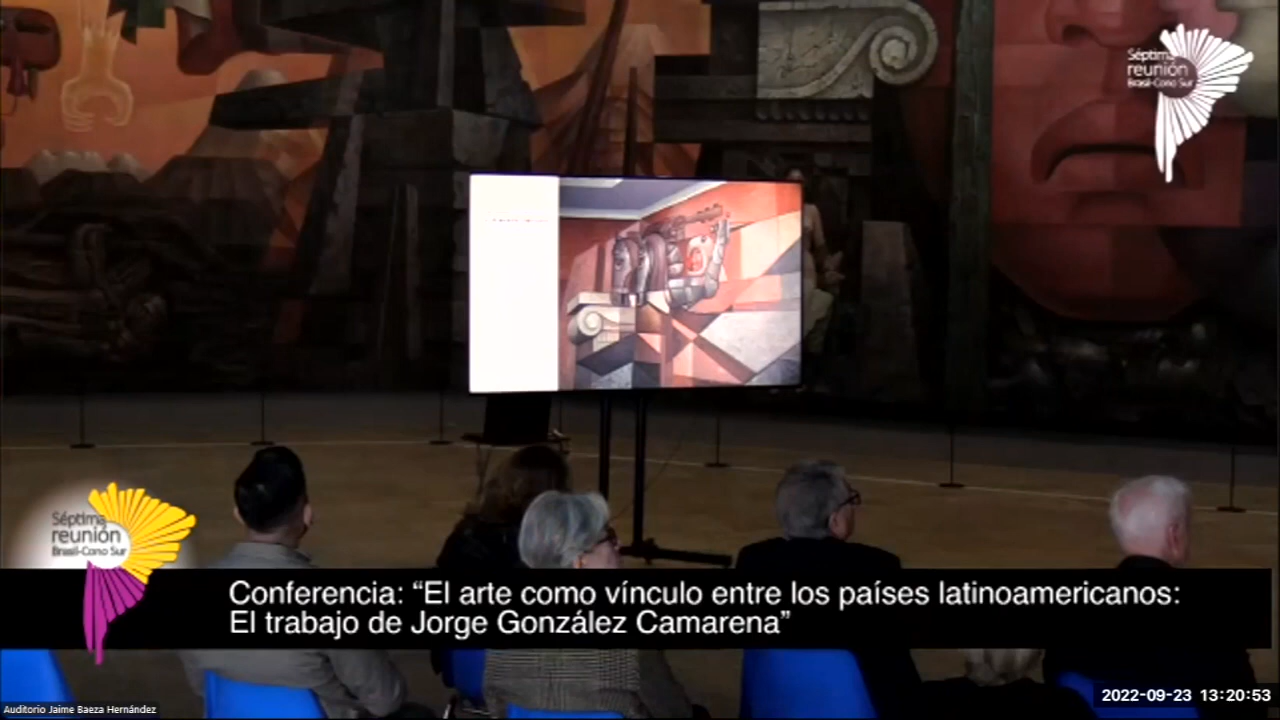 Séptima
reunión
Brasil-Cono Sur
Séptima
reunión
Brasil-Cono Sur
Conferencia: “El arte como vínculo entre los países latinoamericanos:
El trabajo de Jorge González Camarena”
2022-09-23 13:20:53
Auditorio Jaime Baeza Hernández